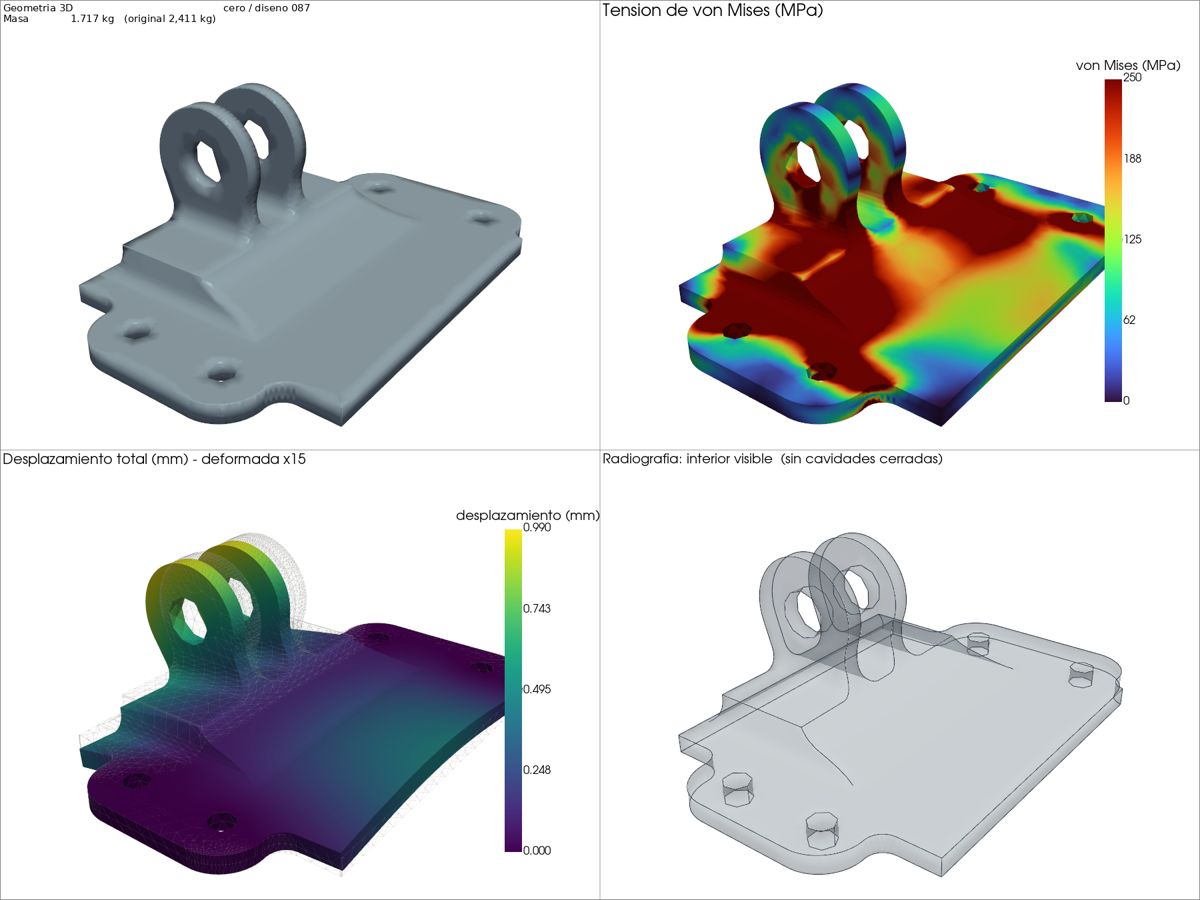 Geometria 3D cero / diseno 087
Masa 1.717 kg (original 2,411 kg)
Tension de von Mises (MPa)
von Mises (MPa)
250
188
125
62
0
Desplazamiento total (mm) - deformada x15
desplazamiento (mm)
0.990
0.743
0.495
0.248
0.000
Radiografia: interior visible (sin cavidades cerradas)